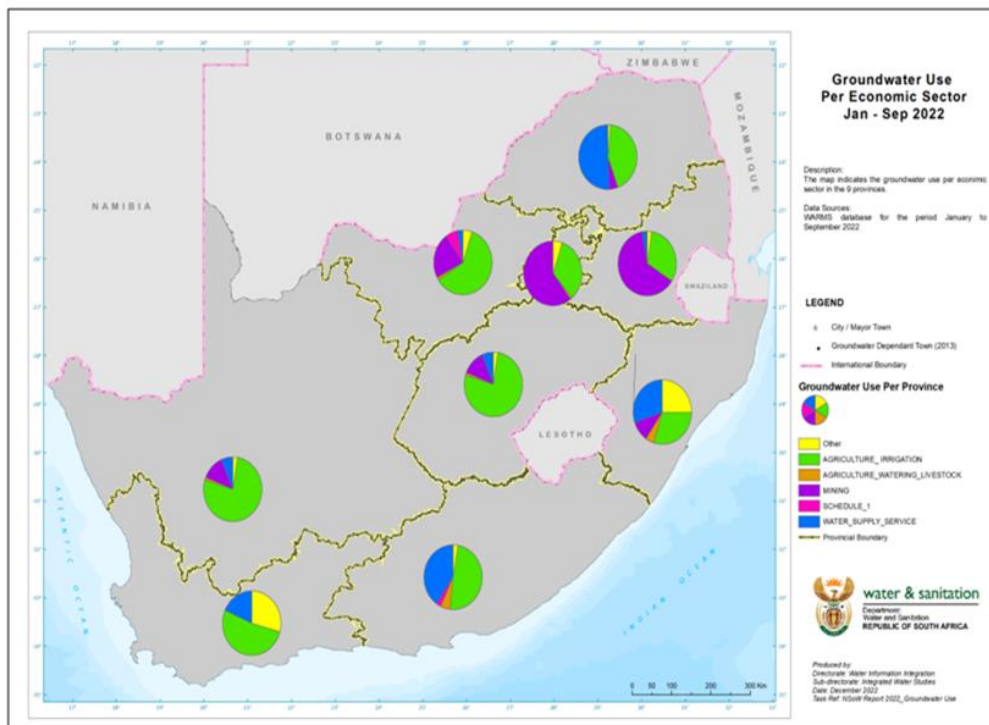 Groundwater Use
Per Economic Sector
Jan - Sep 2022
Description:
The map indicates the groundwater use per economic
sector in the 9 provinces.
Data Sources:
WARMS database for the period January to
September 2022
ZIMBABWE
BOTSWANA
MOZAMBIQUE
NAMIBIA
SWAZILAND
LESOTHO
ATLANTIC OCEAN
INDIAN OCEAN
LEGEND
City / Mayor Town
Groundwater Dependant Town (2013)
International Boundary
Groundwater Use Per Province
Other
AGRICULTURE_ IRRIGATION
AGRICULTURE_WATERING_LIVESTOCK
MINING
SCHEDULE_1
WATER_SUPPLY_SERVICE
Provincial Boundary
0 50 100 200 300 Km
water & sanitation
Department:
Water and Sanitation
REPUBLIC OF SOUTH AFRICA
Produced by:
Directorate: Water Information Integration
Sub-directorate: Integrated Water Studies
Date: December 2022
Task Ref: NSoW Report 2022_ Groundwater Use